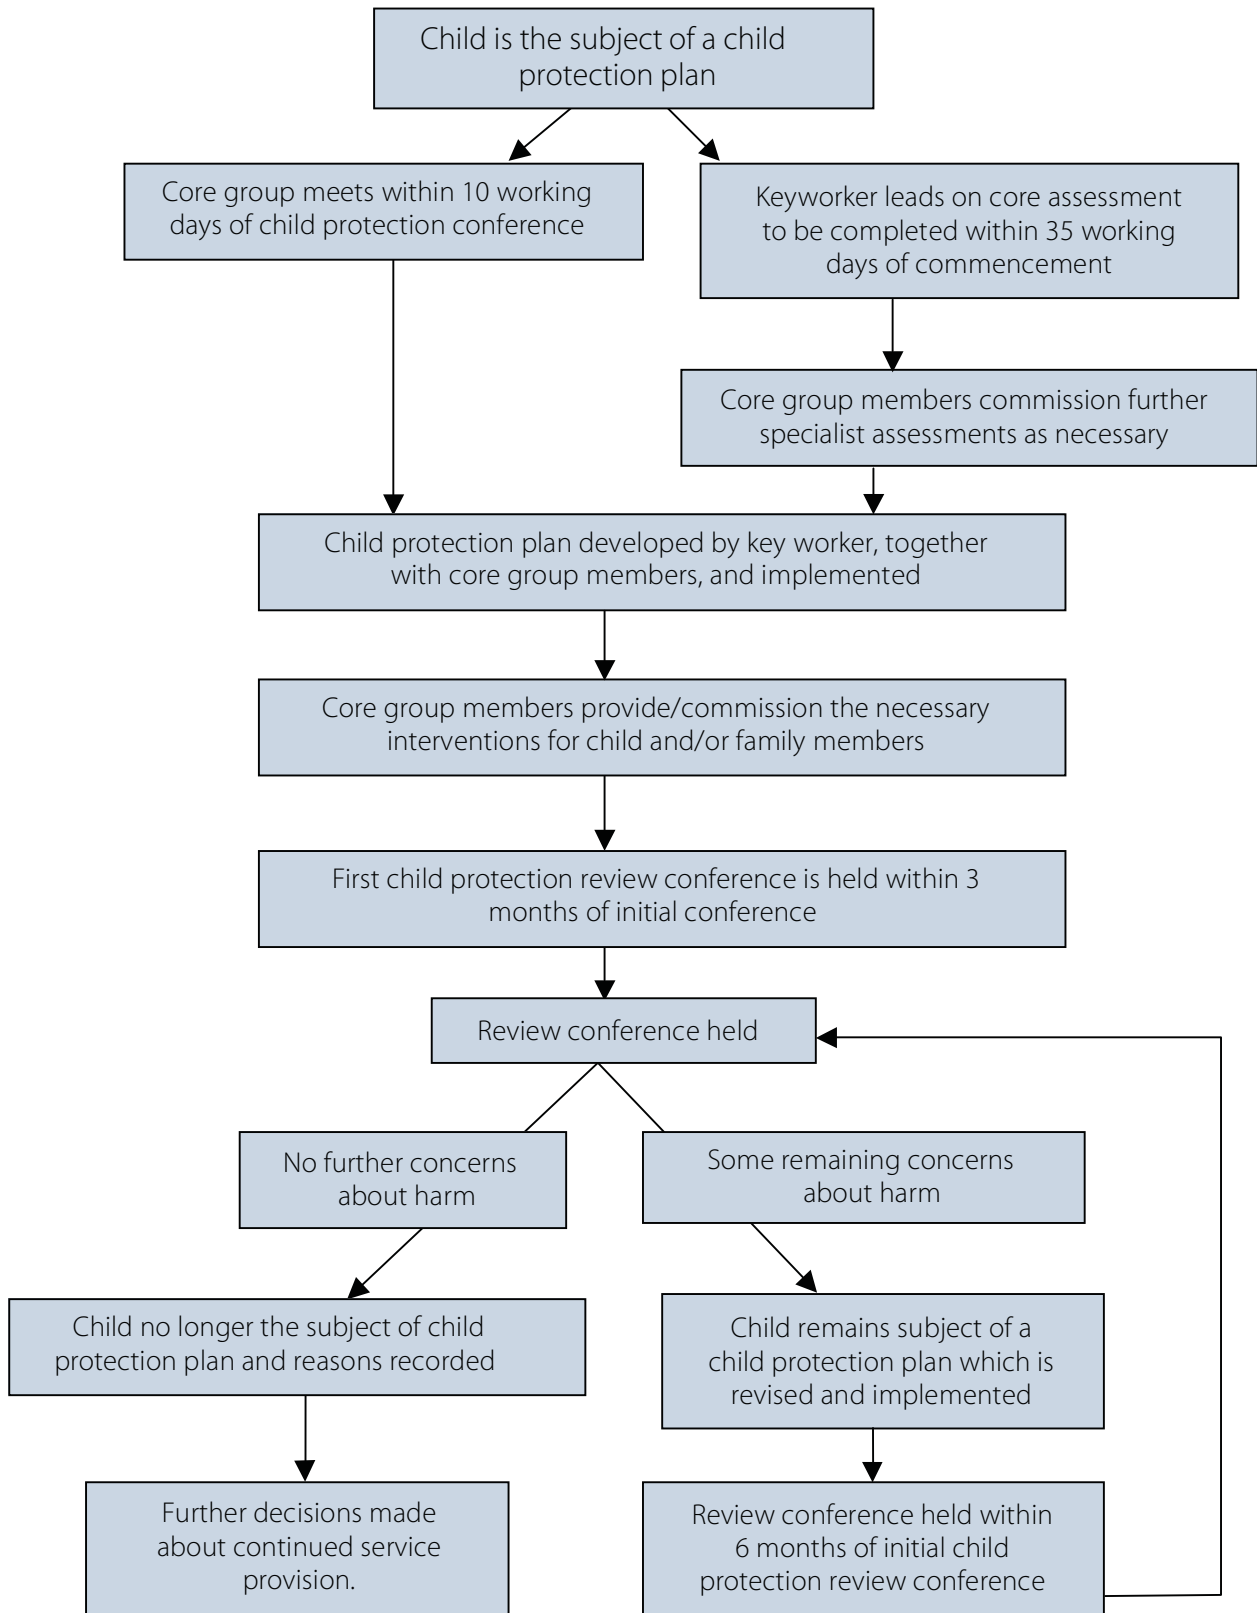 Child is the subject of a child
protection plan
Core group meets within 10 working
days of child protection conference
Keyworker leads on core assessment
to be completed within 35 working
days of commencement
Core group members commission further
specialist assessments as necessary
Child protection plan developed by key worker, together
with core group members, and implemented
Core group members provide/commission the necessary
interventions for child and/or family members
First child protection review conference is held within 3
months of initial conference
Review conference held
No further concerns
about harm
Some remaining concerns
about harm
Child no longer the subject of child
protection plan and reasons recorded
Child remains subject of a
child protection plan which is
revised and implemented
Further decisions made
about continued service
provision.
Review conference held within
6 months of initial child
protection review conference